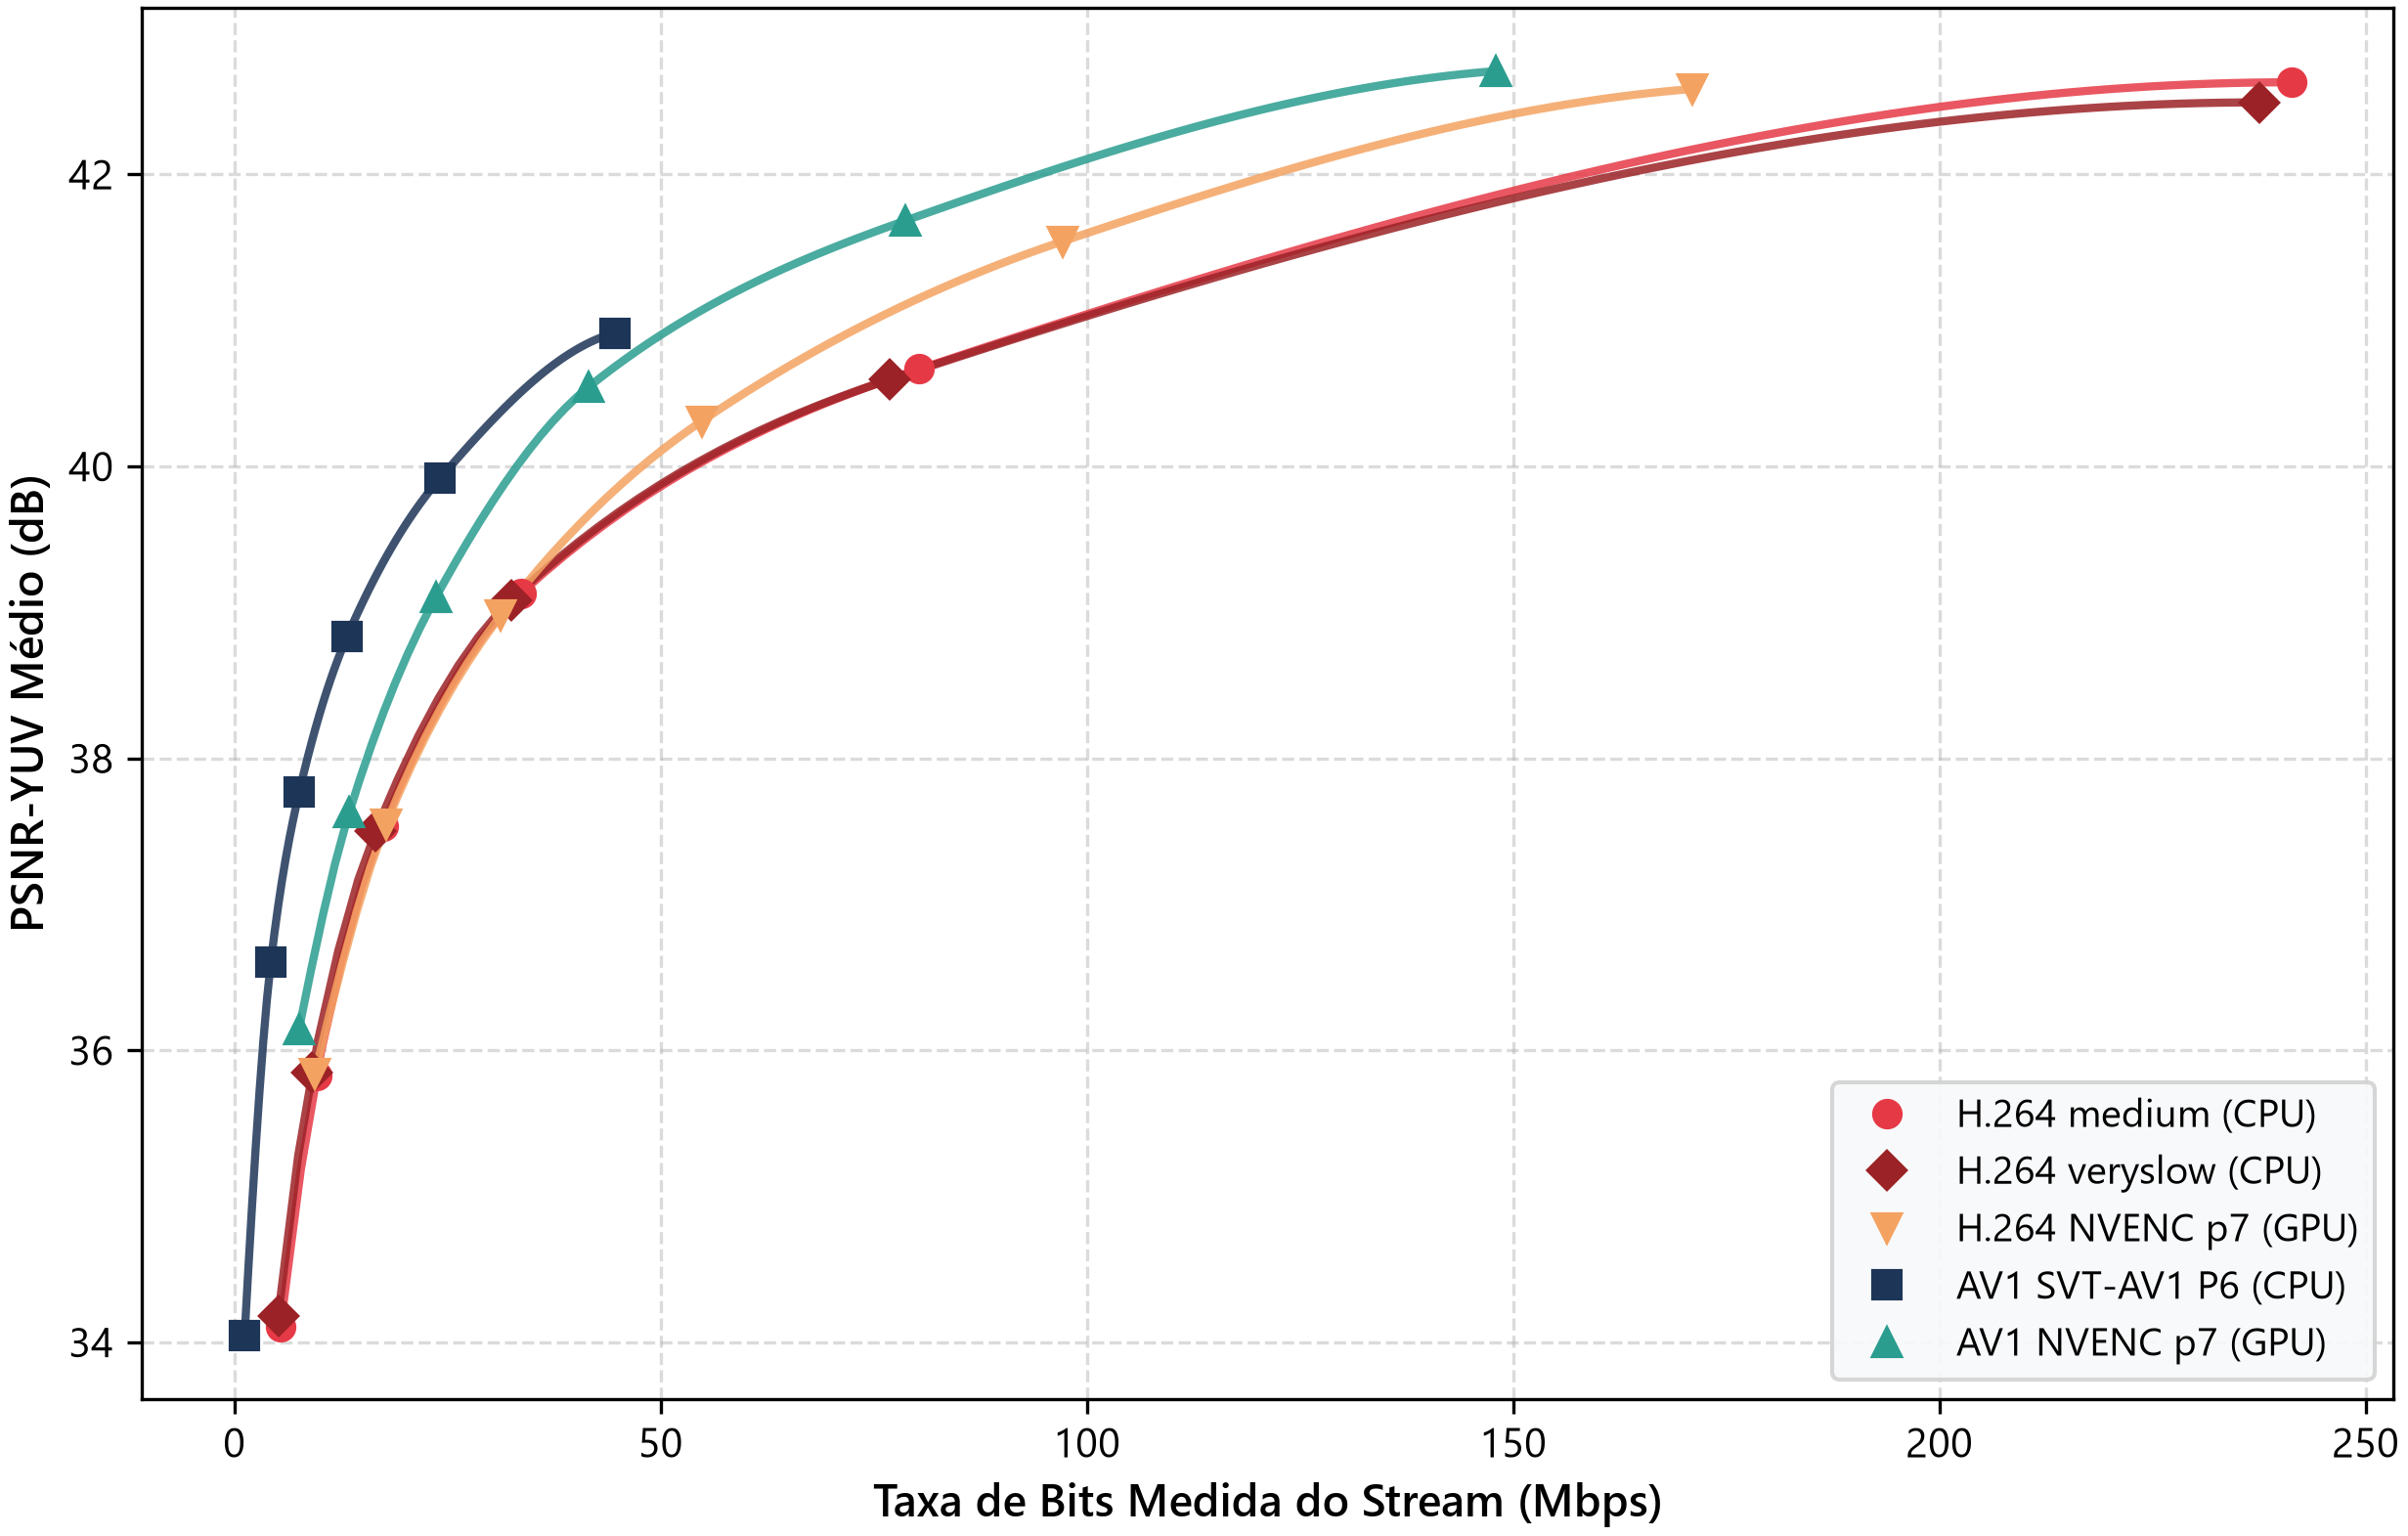 PSNR-YUV Médio (dB)
42
40
38
36
34
H.264 medium (CPU)
H.264 veryslow (CPU)
H.264 NVENC p7 (GPU)
AV1 SVT-AV1 P6 (CPU)
AV1 NVENC p7 (GPU)
0 50 100 150 200 250
Taxa de Bits Medida do Stream (Mbps)